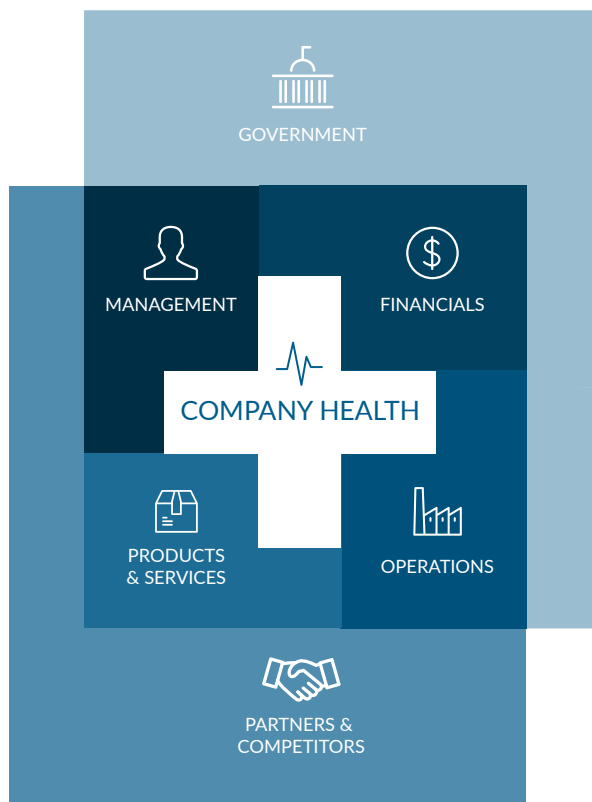 GOVERNMENT
MANAGEMENT
FINANCIALS
COMPANY HEALTH
PRODUCTS
& SERVICES
OPERATIONS
PARTNERS &
COMPETITORS